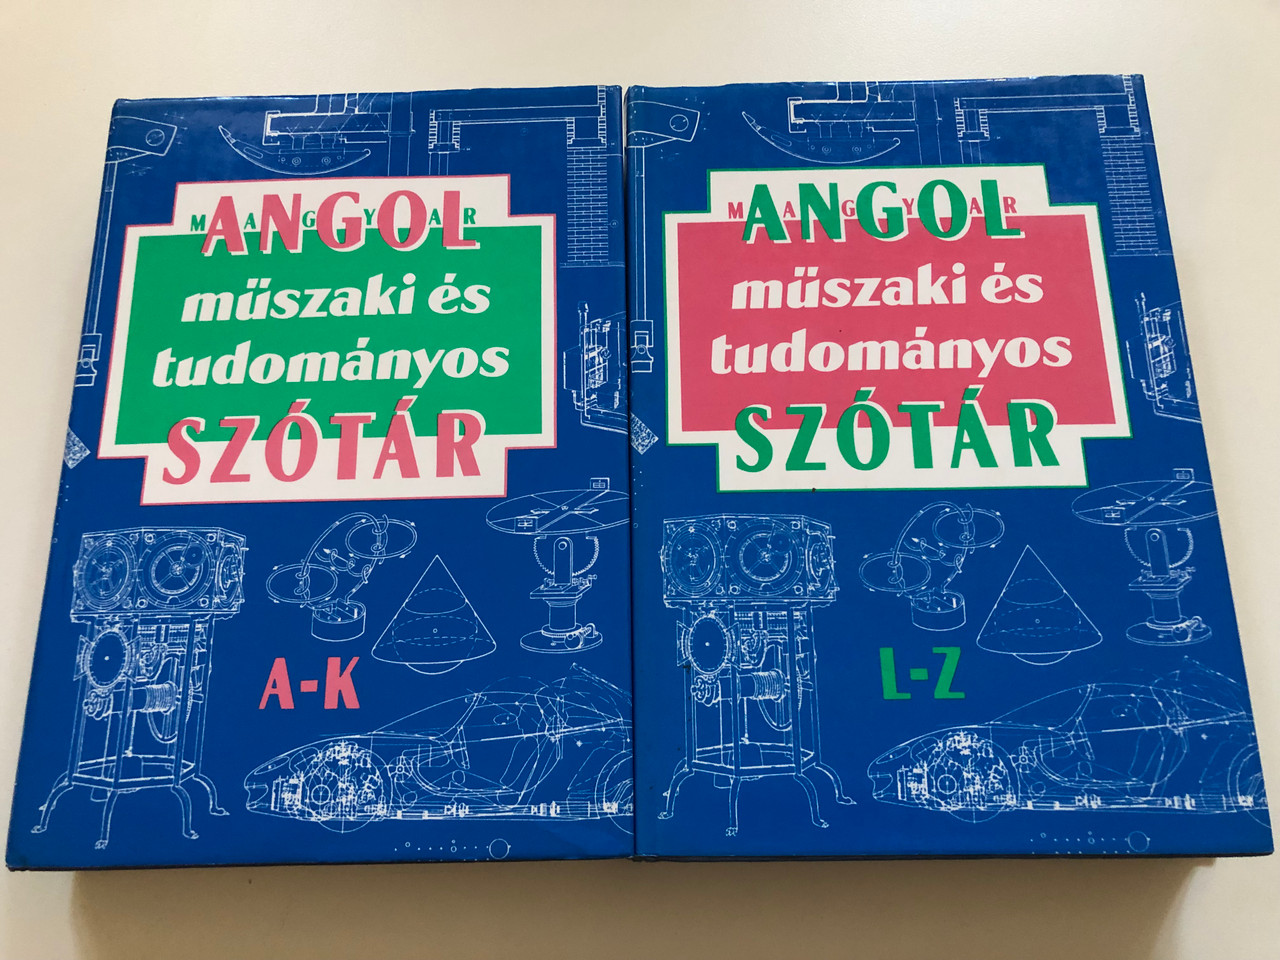 ANGOL
MAGYAR
műszaki és
tudományos
SZÓTÁR
A-K
ANGOL
MAGYAR
műszaki és
tudományos
SZÓTÁR
L-Z